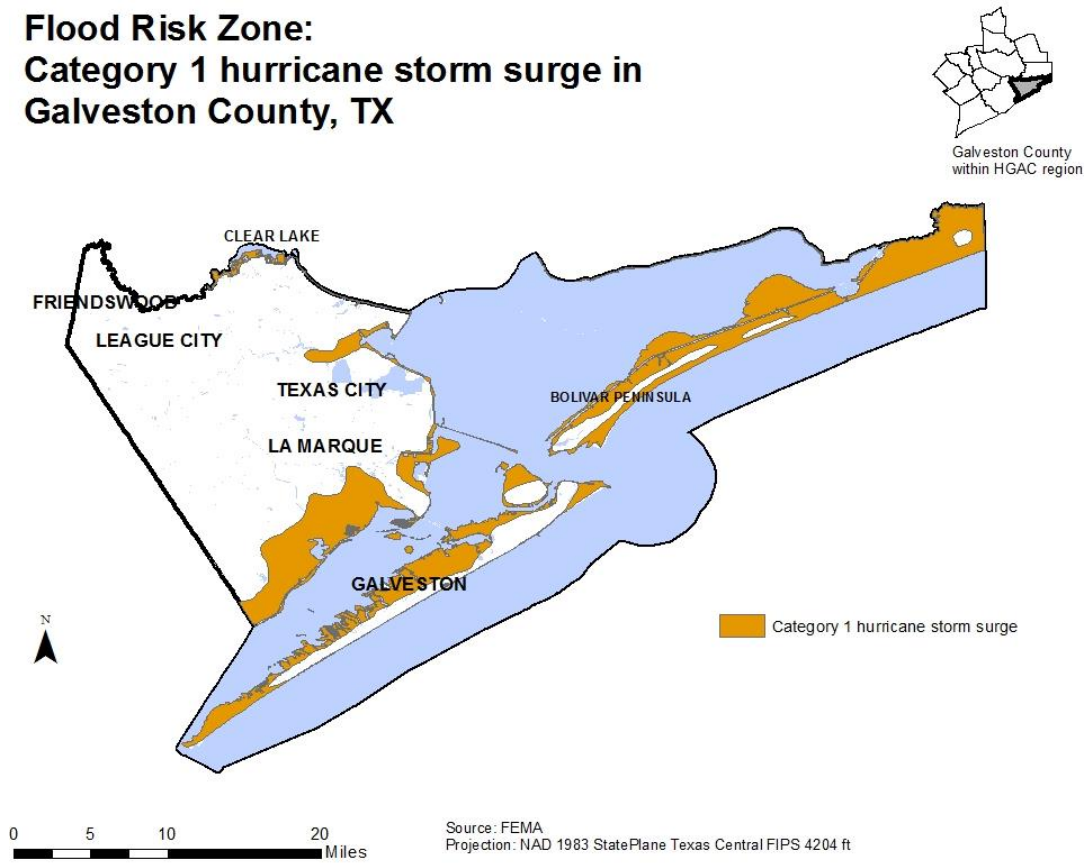 Flood Risk Zone:
Category 1 hurricane storm surge in
Galveston County, TX
Galveston County
within HGAC region
CLEAR LAKE
FRIENDSWOOD
LEAGUE CITY
TEXAS CITY
BOLIVAR PENINSULA
LA MARQUE
GALVESTON
N
Category 1 hurricane storm surge
0 5 10 20
Miles
Source: FEMA
Projection: NAD 1983 StatePlane Texas Central FIPS 4204 ft